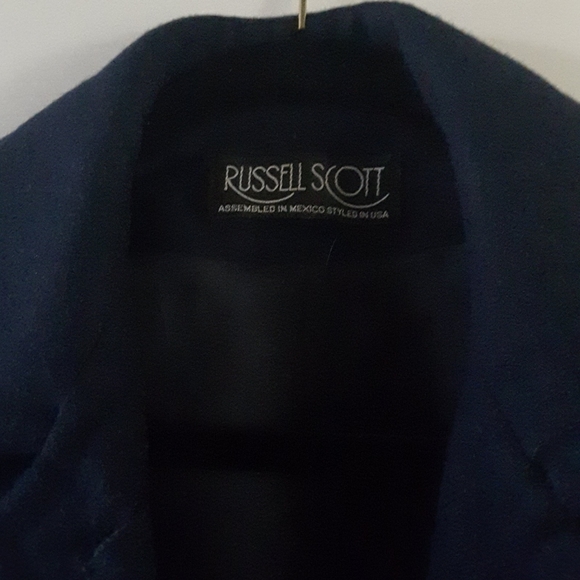 RUSSELL SCOTT
ASSEMBLED IN MEXICO STYLED IN USA